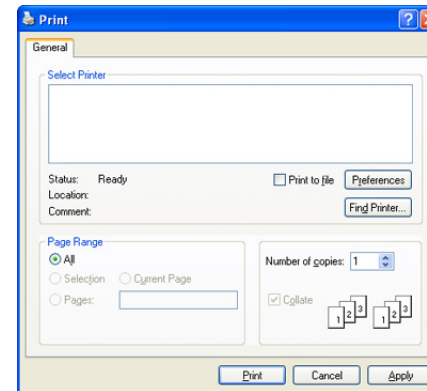 Print
General
Select Printer
Status: Ready
Print to file
Preferences
Location:
Comment:
Find Printer...
Page Range
All
Selection
Current Page
Pages:
Number of copies: 1
Collate
1 2 3 1 2 3
Print
Cancel
Apply